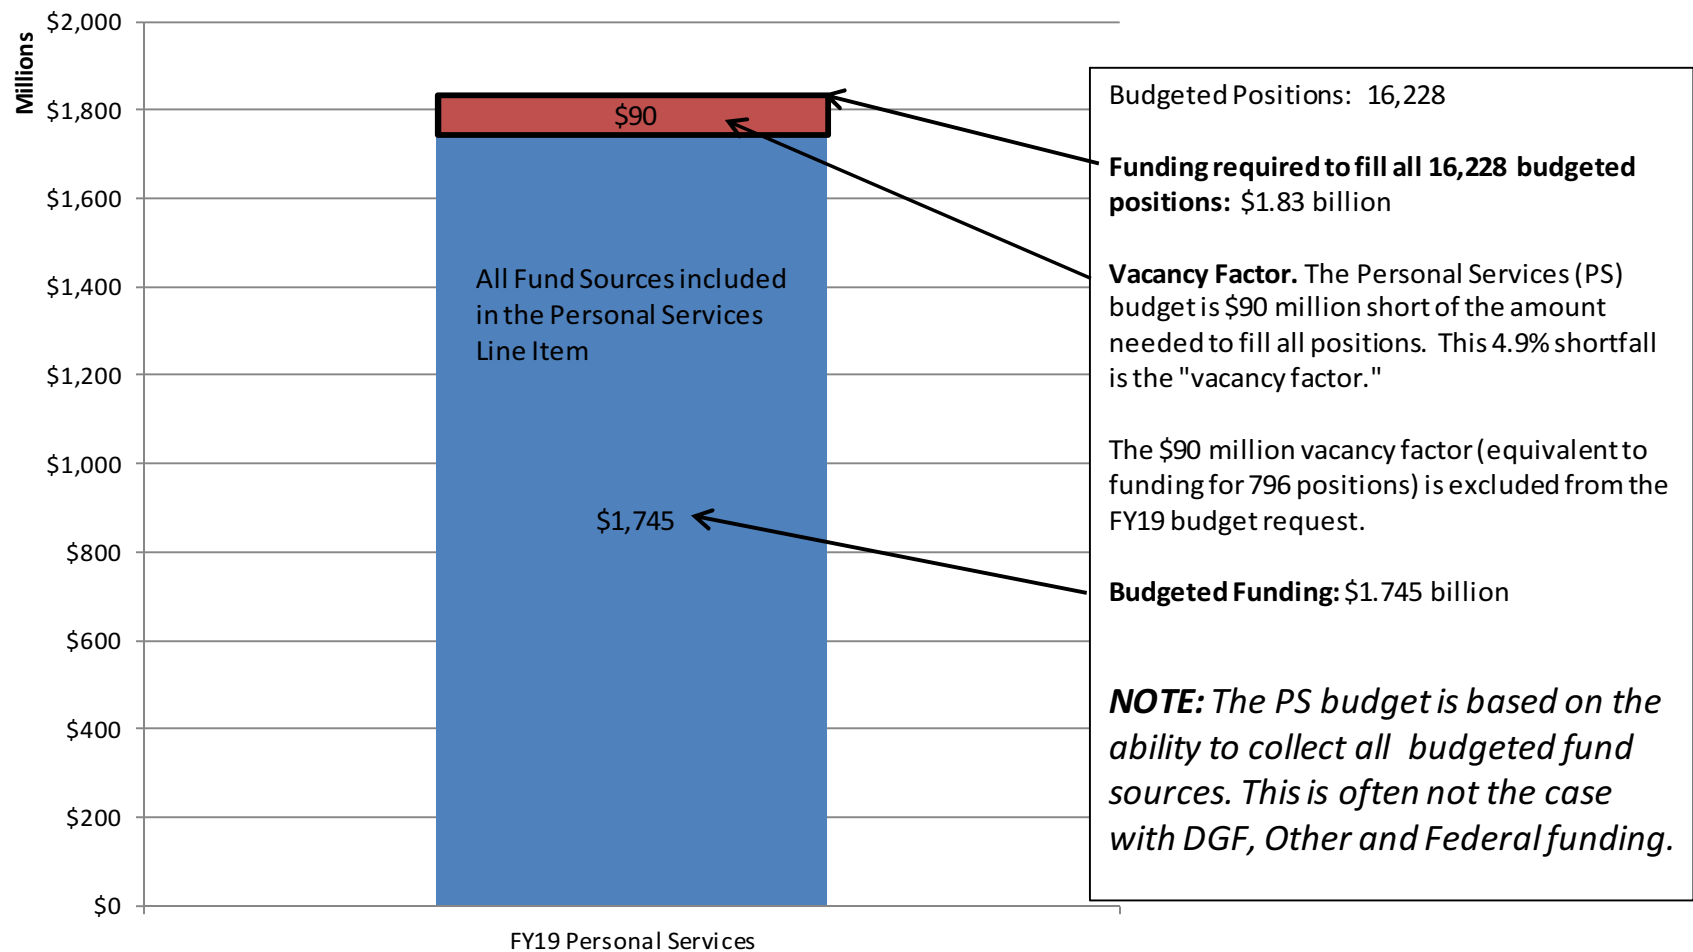 Millions
$2,000
$1,800
$1,600
$1,400
$1,200
$1,000
$800
$600
$400
$200
$0
$90
All Fund Sources included
in the Personal Services
Line Item
$1,745
FY19 Personal Services
Budgeted Positions: 16,228
Funding required to fill all 16,228 budgeted
positions: $1.83 billion
Vacancy Factor. The Personal Services (PS)
budget is $90 million short of the amount
needed to fill all positions. This 4.9% shortfall
is the "vacancy factor."
The $90 million vacancy factor (equivalent to
funding for 796 positions) is excluded from the
FY19 budget request.
Budgeted Funding: $1.745 billion
NOTE: The PS budget is based on the
ability to collect all budgeted fund
sources. This is often not the case
with DGF, Other and Federal funding.